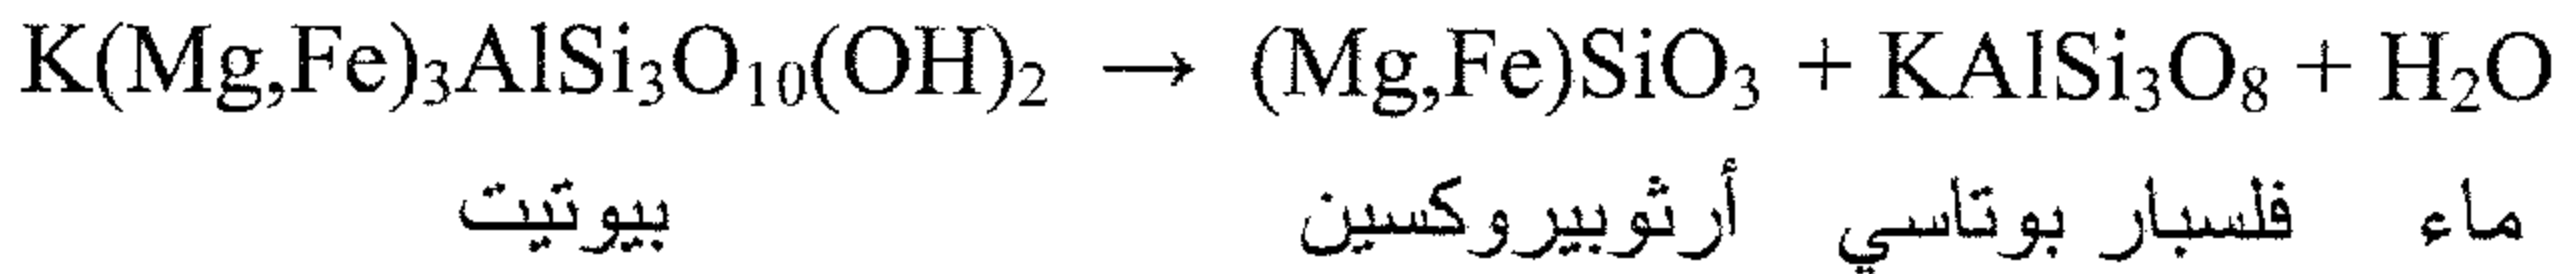 K(Mg,Fe)₃AlSi₃O₁₀(OH)₂ → (Mg,Fe)SiO₃ + KAlSi₃O₈ + H₂O
بيوتيت أرثوبيروكسين فلسبار بوتاسي ماء